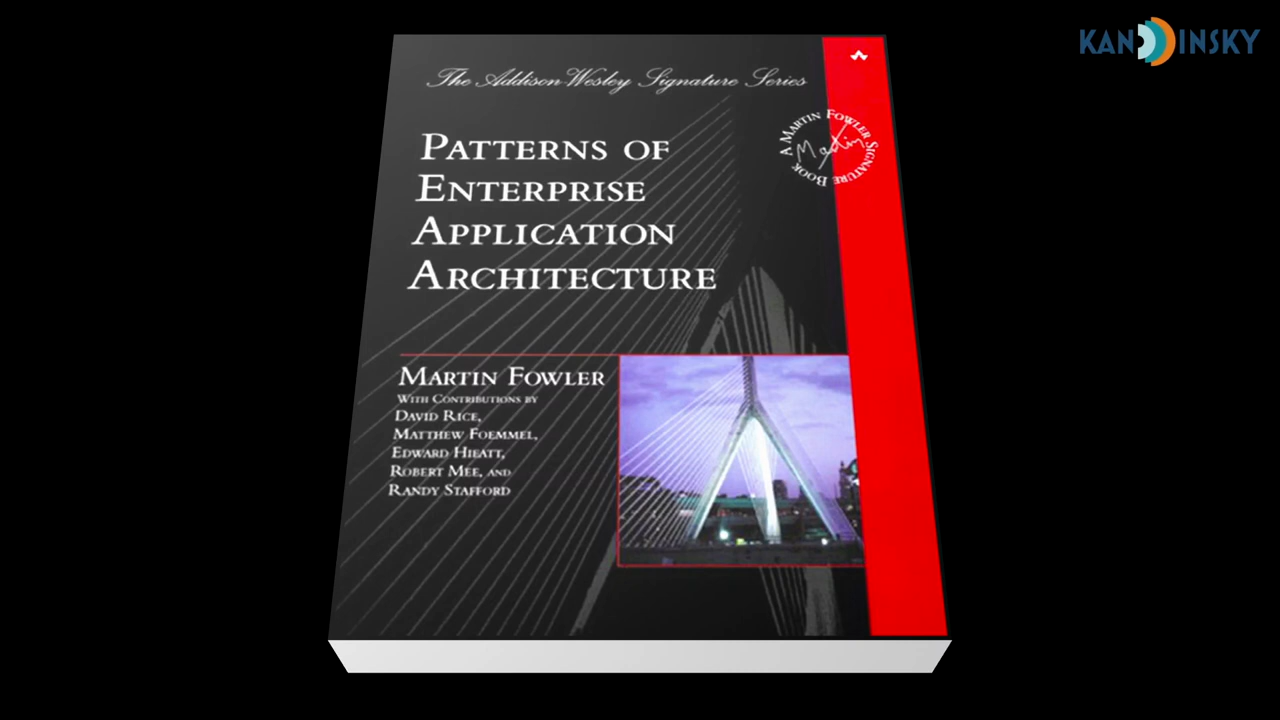 KANDINSKY
The Addison-Wesley Signature Series
A MARTIN FOWLER SIGNATURE BOOK
Martin
PATTERNS OF
ENTERPRISE
APPLICATION
ARCHITECTURE
MARTIN FOWLER
WITH CONTRIBUTIONS BY
DAVID RICE,
MATTHEW FOEMMEL,
EDWARD HIEATT,
ROBERT MEE, AND
RANDY STAFFORD